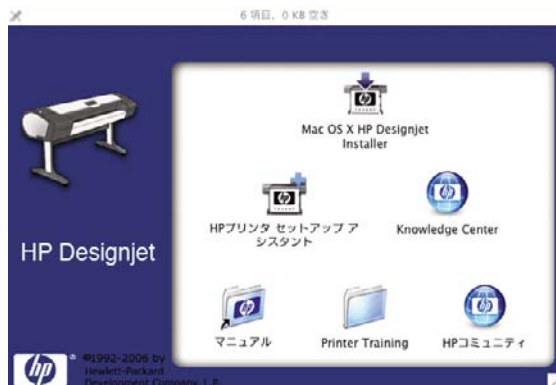 6 項目、0 KB 空き
Mac OS X HP Designjet
Installer
HPプリンタ セットアップ ア
シスタント
Knowledge Center
HP Designjet
マニュアル
Printer Training
HPコミュニティ
hp
® ©1992-2006 by
Hewlett-Packard
Development Company, L.P.